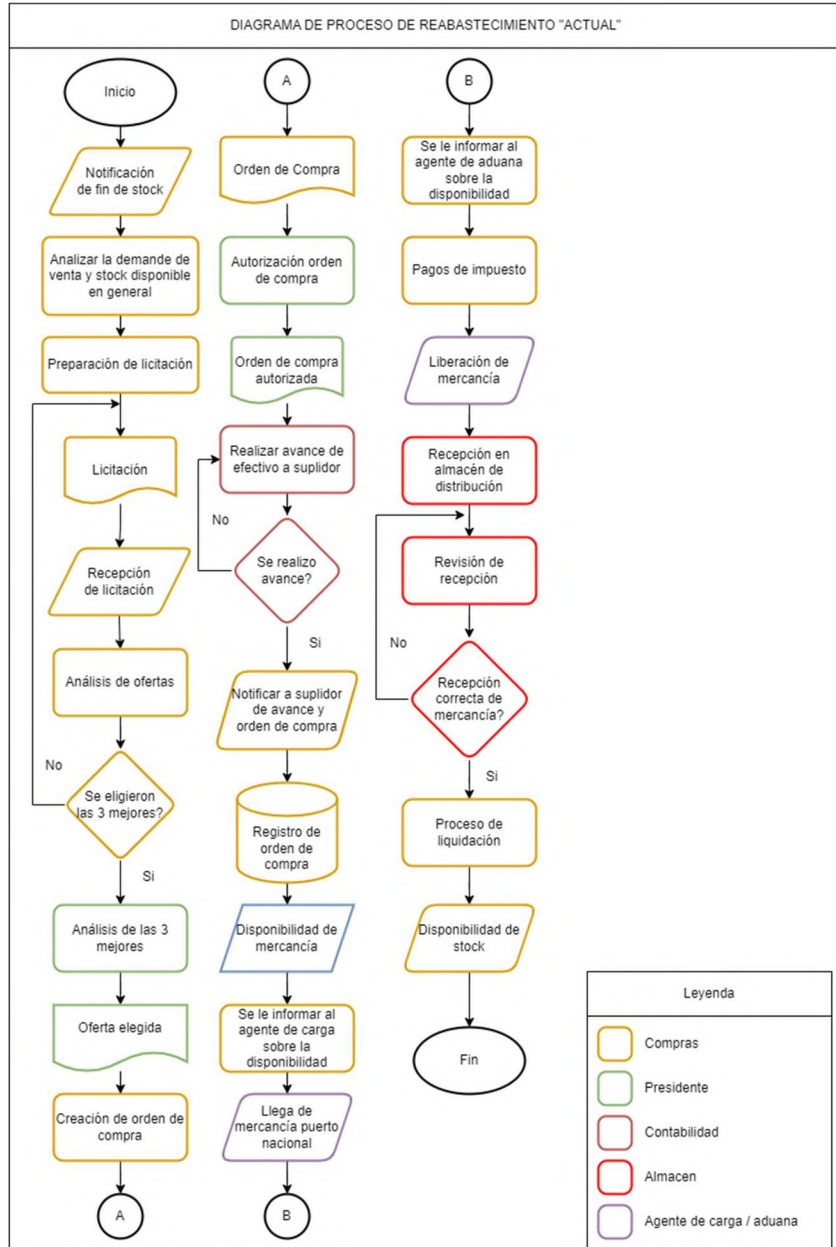 DIAGRAMA DE PROCESO DE REABASTECIMIENTO "ACTUAL"
Inicio
Notificación
de fin de stock
Analizar la demande de
venta y stock disponible
en general
Preparación de licitación
Licitación
Recepción
de licitación
Análisis de ofertas
No
Se eligieron
las 3 mejores?
Si
Análisis de las 3
mejores
Oferta elegida
Creación de orden de
compra
A
A
Orden de Compra
Autorización orden
de compra
Orden de compra
autorizada
Realizar avance de
efectivo a suplidor
No
Se realizo
avance?
Si
Notificar a suplidor
de avance y
orden de compra
Registro de
orden de
compra
Disponibilidad de
mercancía
Se le informar al
agente de carga
sobre la
disponibilidad
Llega de
mercancía puerto
nacional
B
B
Se le informar al
agente de aduana
sobre la
disponibilidad
Pagos de impuesto
Liberación de
mercancía
Recepción en
almacén de
distribución
Revisión de
recepción
No
Recepción
correcta de
mercancía?
Si
Proceso de
liquidación
Disponibilidad de
stock
Fin
Leyenda
Compras
Presidente
Contabilidad
Almacen
Agente de carga / aduana